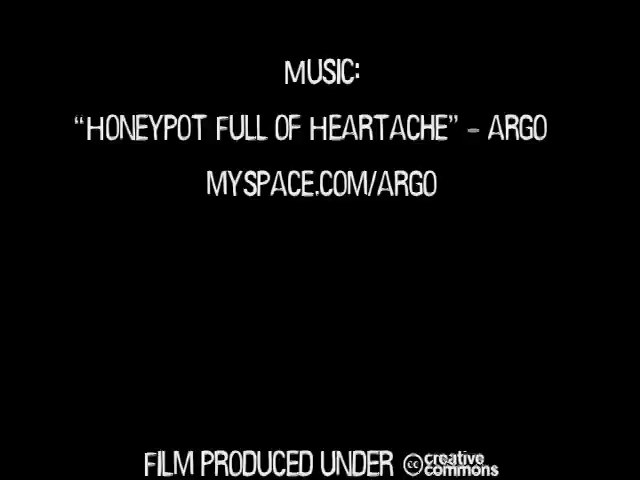 MUSIC:
“HONEYPOT FULL OF HEARTACHE” - ARGO
MYSPACE.COM/ARGO
FILM PRODUCED UNDER cc creative commons